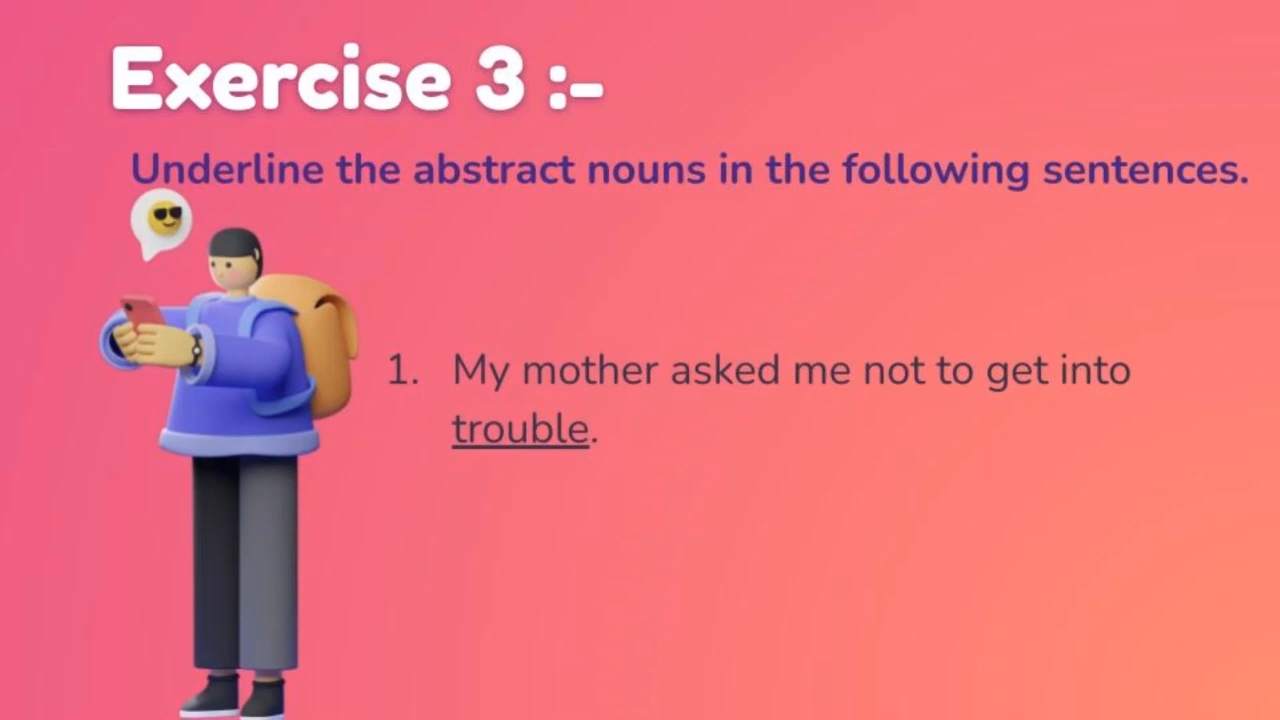 Exercise 3 :-
Underline the abstract nouns in the following sentences.
1. My mother asked me not to get into
trouble.